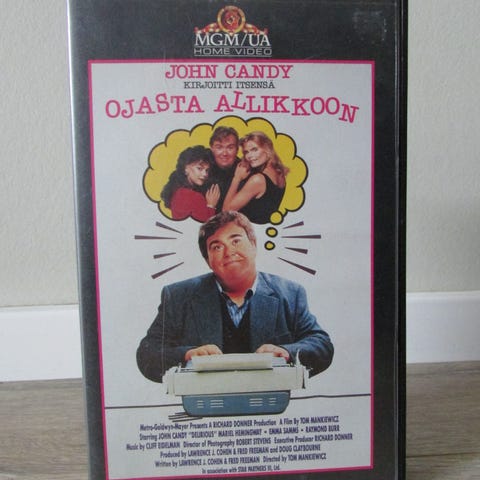 MGM/UA
HOME VIDEO
JOHN CANDY
KIRJOITTI ITSENSÄ
OJASTA ALLIKKOON
Metro-Goldwyn-Mayer Presents A RICHARD DONNER Production A Film By TOM MANKIEWICZ
Starring JOHN CANDY "DELIRIOUS" MARIEL HEMINGWAY • EMMA SAMMS • RAYMOND BURR
Music by CLIFF EIDELMAN Director of Photography ROBERT STEVENS Executive Producer RICHARD DONNER
Produced by LAWRENCE J. COHEN & FRED FREEMAN and DOUG CLAYBOURNE
Written by LAWRENCE J. COHEN & FRED FREEMAN Directed by TOM MANKIEWICZ
In association with STAR PARTNERS III, Ltd.